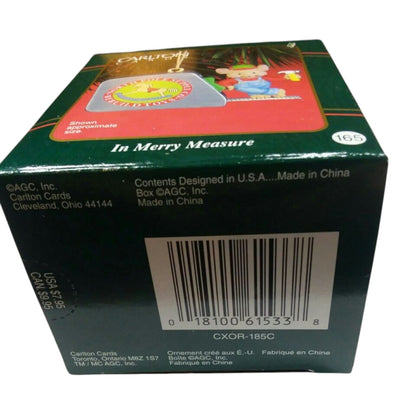 CARLTON
Shown
approximate
size.
165
In Merry Measure
©AGC, Inc.
Carlton Cards
Cleveland, Ohio 44144
Contents Designed in U.S.A....Made in China
Box ©AGC, Inc.
Made in China
USA $7.95
CAN. $9.95
0 18100 61533 8
CXOR-185C
Carlton Cards
Toronto, Ontario M8Z 1S7
TM / MC AGC, Inc.
Ornement créé aux É.-U. Fabriqué en Chine
Boîte ©AGC, Inc.
Fabriqué en Chine